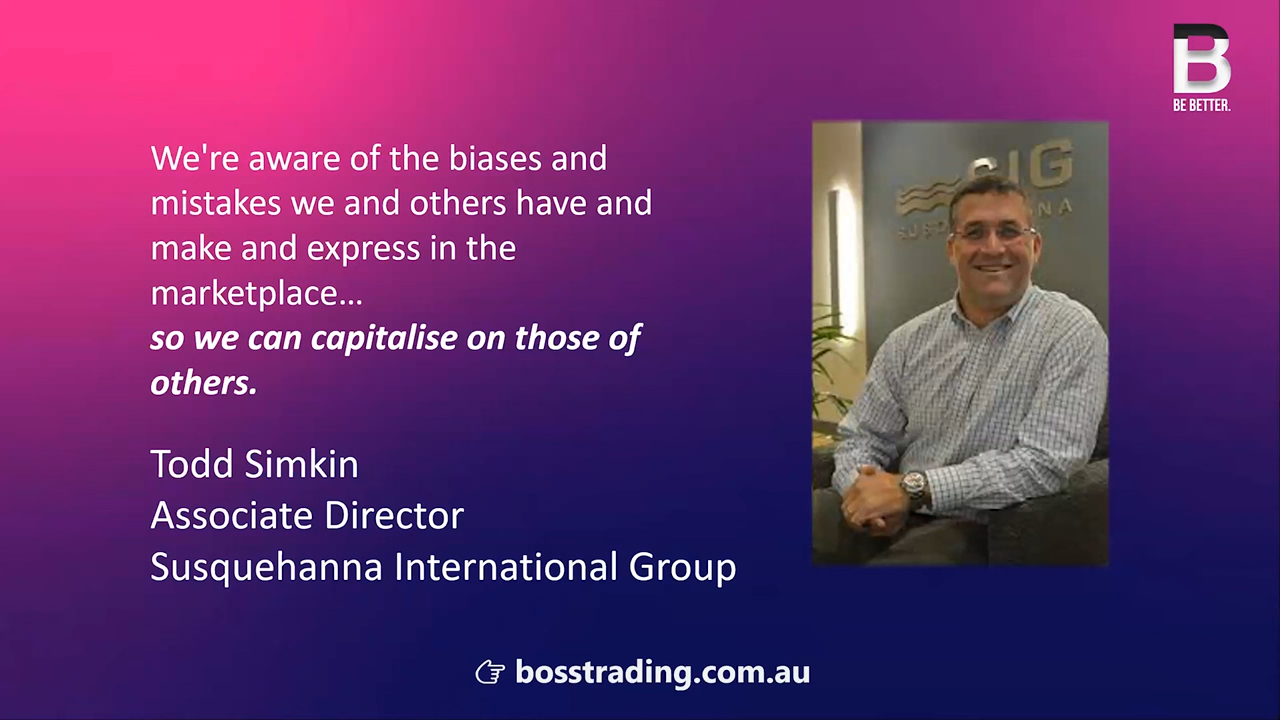 B
BE BETTER.
We're aware of the biases and
mistakes we and others have and
make and express in the
marketplace...
so we can capitalise on those of
others.
Todd Simkin
Associate Director
Susquehanna International Group
SIG
bosstrading.com.au